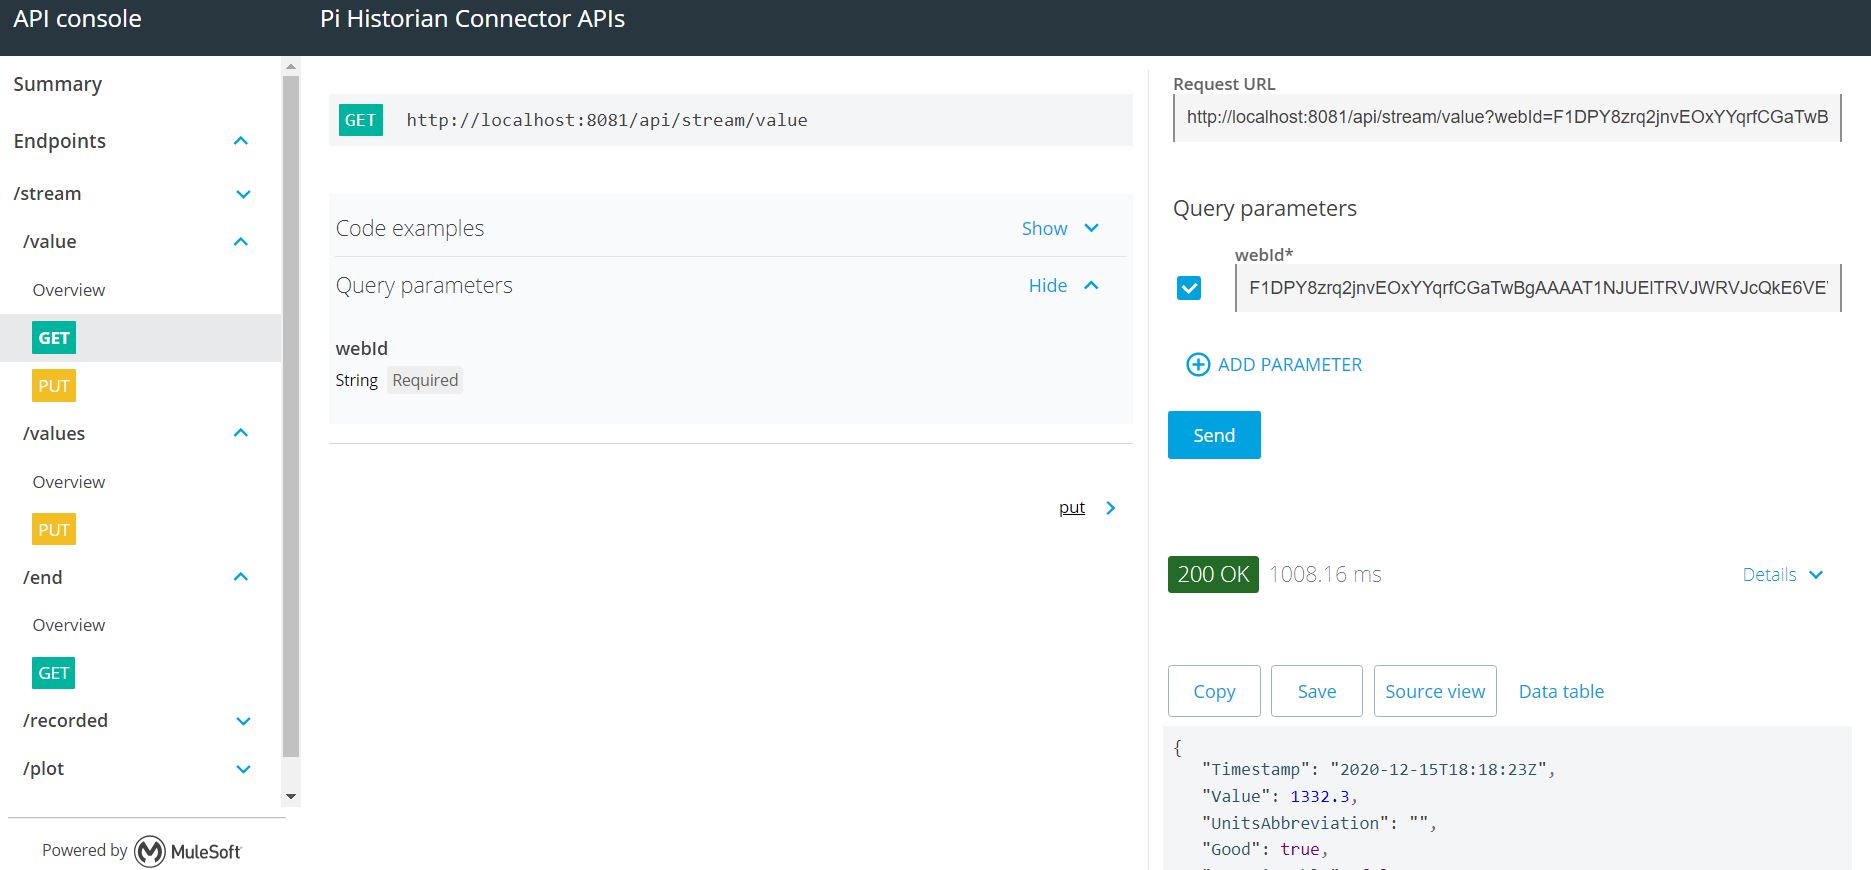 API console
Pi Historian Connector APIs
Summary
Endpoints
/stream
/value
Overview
GET
PUT
/values
Overview
PUT
/end
Overview
GET
/recorded
/plot
Powered by MuleSoft
GET http://localhost:8081/api/stream/value
Code examples Show
Query parameters Hide
webId
String Required
put
Request URL
http://localhost:8081/api/stream/value?webId=F1DPY8zrq2jnvEOxYYqrfCGaTwB
Query parameters
webId*
F1DPY8zrq2jnvEOxYYqrfCGaTwBgAAAAT1NJUElTRVJWRVJcQkE6VE
ADD PARAMETER
Send
200 OK 1008.16 ms Details
Copy Save Source view Data table
{
"Timestamp": "2020-12-15T18:18:23Z",
"Value": 1332.3,
"UnitsAbbreviation": "",
"Good": true,